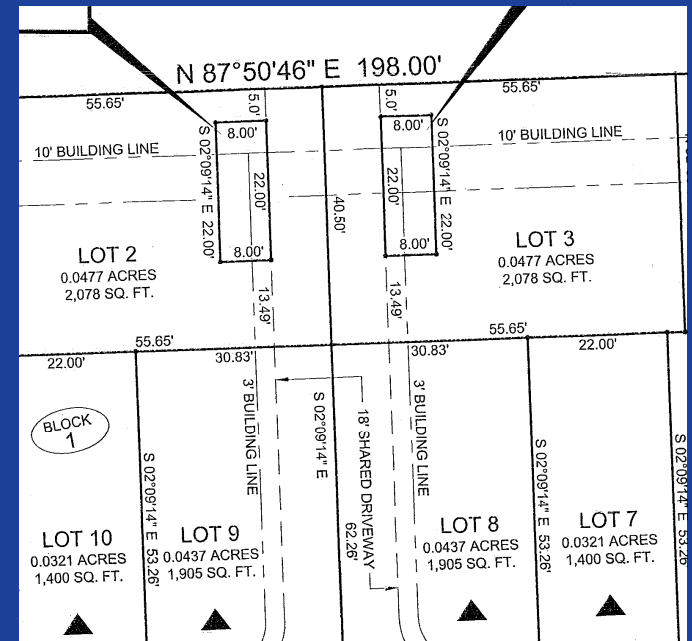 N 87°50'46" E 198.00'
55.65'
5.0'
5.0'
55.65'
8.00'
8.00'
10' BUILDING LINE
10' BUILDING LINE
S 02°09'14" E 22.00'
22.00'
40.50'
22.00'
S 02°09'14" E 22.00'
8.00'
8.00'
LOT 2
0.0477 ACRES
2,078 SQ. FT.
LOT 3
0.0477 ACRES
2,078 SQ. FT.
13.49'
13.49'
55.65'
55.65'
22.00'
30.83'
30.83'
22.00'
BLOCK
1
3' BUILDING LINE
S 02°09'14" E
18' SHARED DRIVEWAY
62.26'
3' BUILDING LINE
S 02°09'14" E 53.26'
S 02°09'14" E 53.26'
S 02°09'14" E 53.26'
LOT 10
0.0321 ACRES
1,400 SQ. FT.
LOT 9
0.0437 ACRES
1,905 SQ. FT.
LOT 8
0.0437 ACRES
1,905 SQ. FT.
LOT 7
0.0321 ACRES
1,400 SQ. FT.